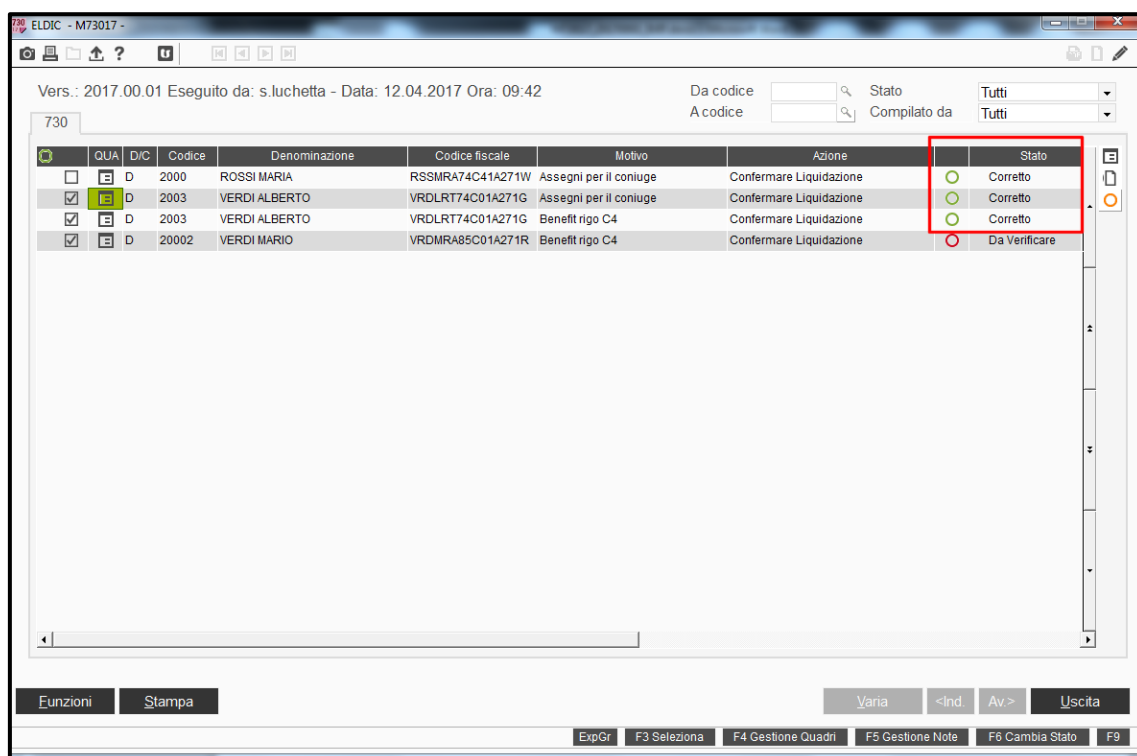 730 ELDIC - M73017 -
Vers.: 2017.00.01 Eseguito da: s.luchetta - Data: 12.04.2017 Ora: 09:42
Da codice Stato Tutti
A codice Compilato da Tutti
730
QUA D/C Codice Denominazione Codice fiscale Motivo Azione Stato
D 2000 ROSSI MARIA RSSMRA74C41A271W Assegni per il coniuge Confermare Liquidazione Corretto
D 2003 VERDI ALBERTO VRDLRT74C01A271G Assegni per il coniuge Confermare Liquidazione Corretto
D 2003 VERDI ALBERTO VRDLRT74C01A271G Benefit rigo C4 Confermare Liquidazione Corretto
D 20002 VERDI MARIO VRDMRA85C01A271R Benefit rigo C4 Confermare Liquidazione Da Verificare
Funzioni Stampa Varia <Ind. Av.> Uscita
ExpGr F3 Seleziona F4 Gestione Quadri F5 Gestione Note F6 Cambia Stato F9